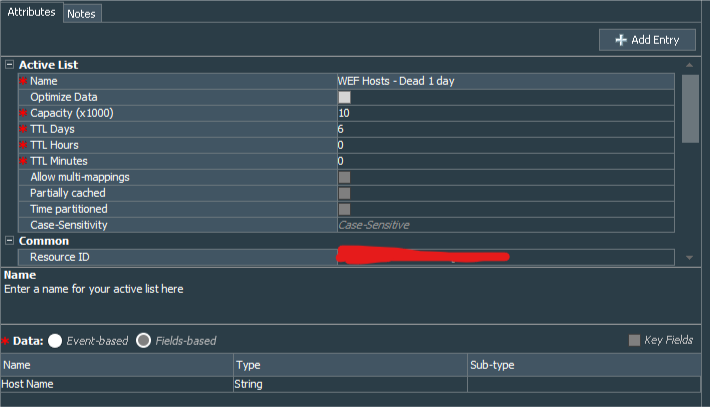 Attributes Notes
Add Entry
Active List
Name WEF Hosts - Dead 1 day
Optimize Data
Capacity (x1000) 10
TTL Days 6
TTL Hours 0
TTL Minutes 0
Allow multi-mappings
Partially cached
Time partitioned
Case-Sensitivity Case-Sensitive
Common
Resource ID
Name
Enter a name for your active list here
Data: Event-based Fields-based Key Fields
Name Type Sub-type
Host Name String